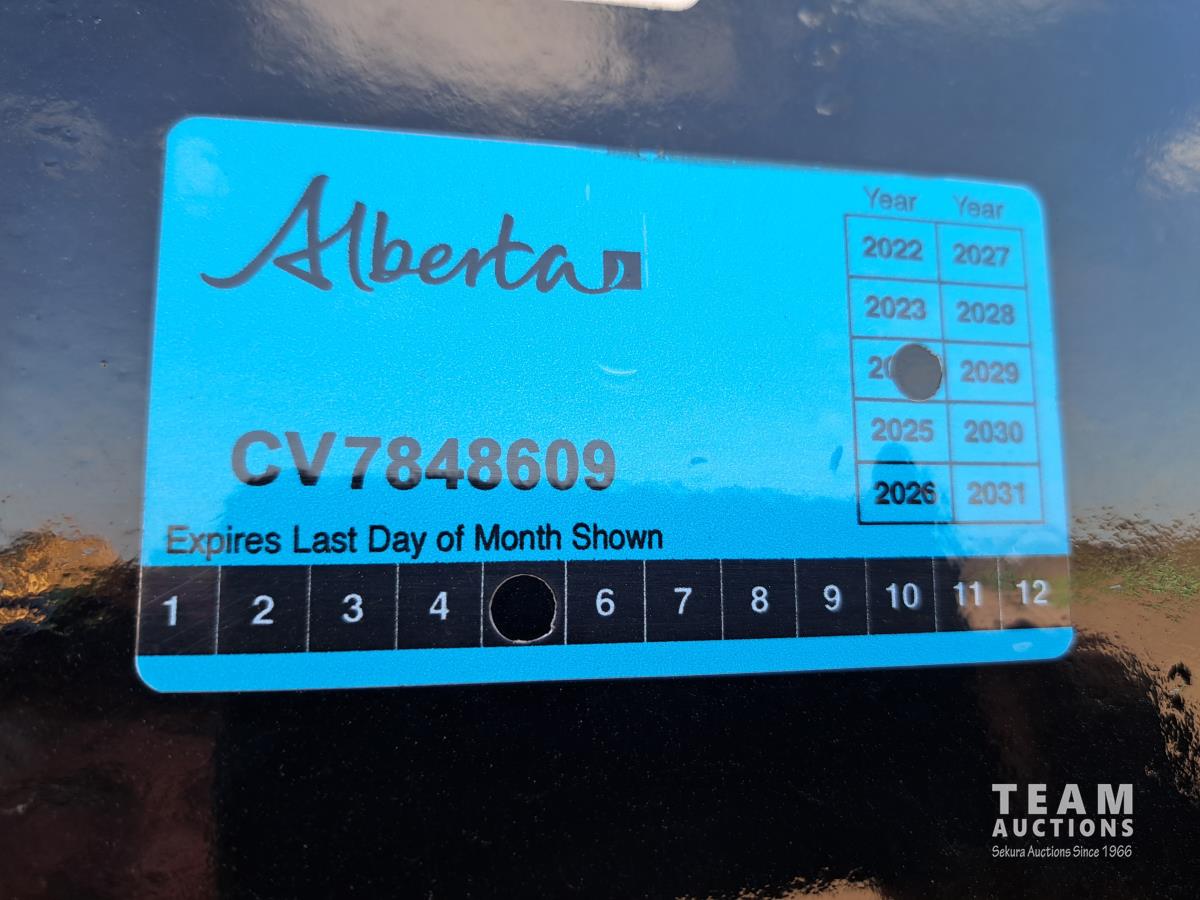 Alberta
Year Year
2022 2027
2023 2028
2029
2025 2030
CV7848609
2026 2031
Expires Last Day of Month Shown
1 2 3 4 6 7 8 9 10 11 12
TEAM
AUCTIONS
Sekura Auctions Since 1966